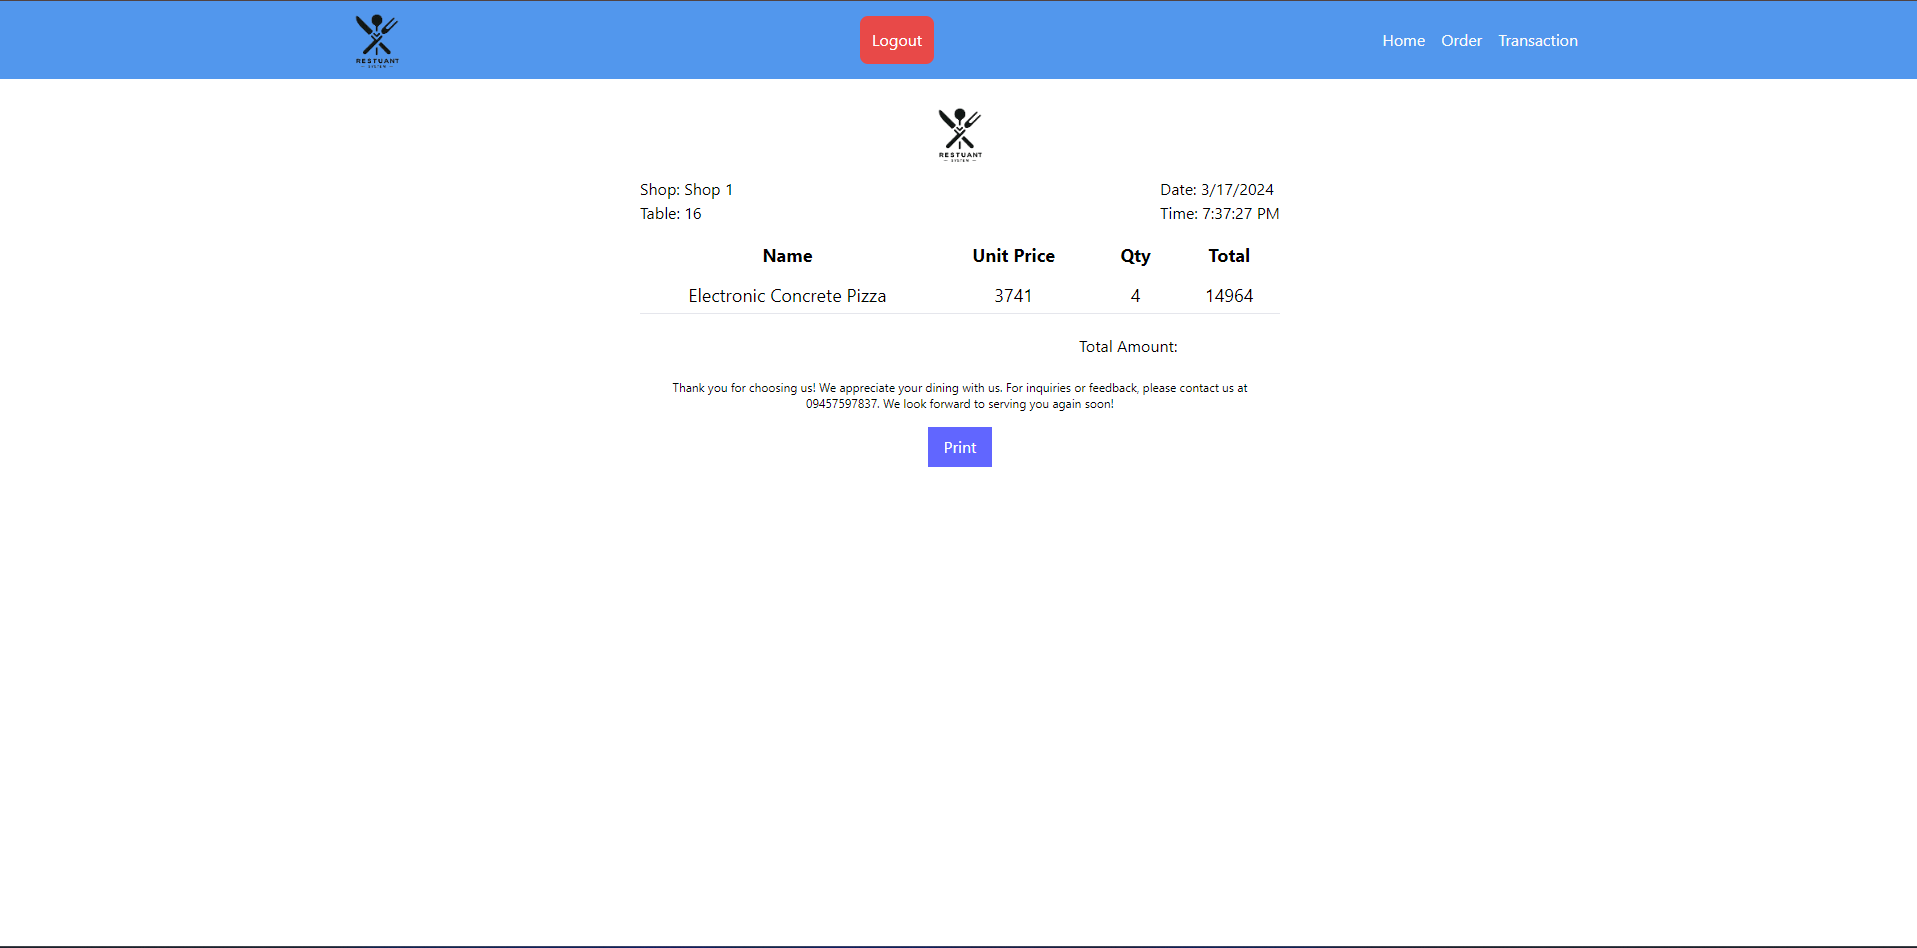 RESTUANT
SYSTEM
Logout
Home Order Transaction
RESTUANT
SYSTEM
Shop: Shop 1
Date: 3/17/2024
Table: 16
Time: 7:37:27 PM
Name Unit Price Qty Total
Electronic Concrete Pizza 3741 4 14964
Total Amount:
Thank you for choosing us! We appreciate your dining with us. For inquiries or feedback, please contact us at
09457597837. We look forward to serving you again soon!
Print